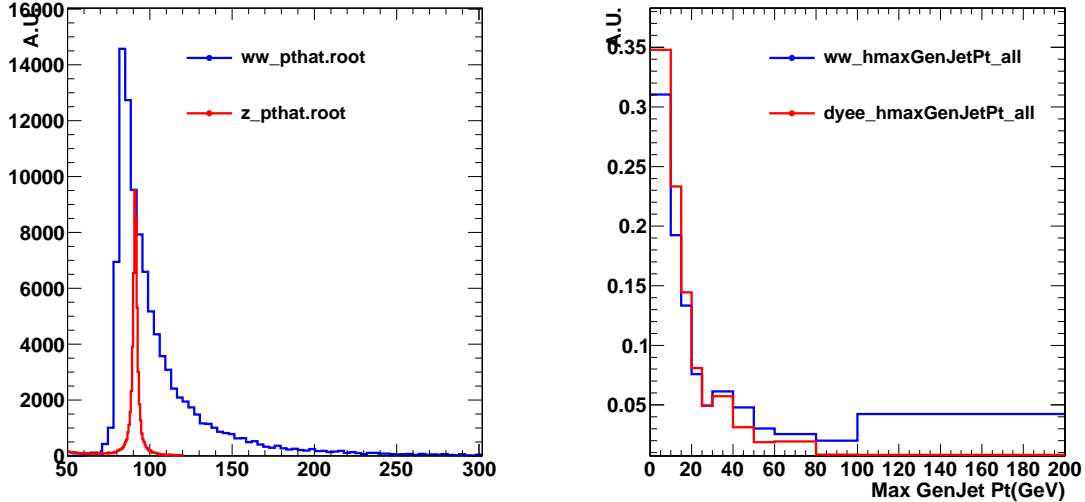 A.U.
16000
14000
12000
10000
8000
6000
4000
2000
0
ww_pthat.root
z_pthat.root
50 100 150 200 250 300
A.U.
0.35
0.3
0.25
0.2
0.15
0.1
0.05
ww_hmaxGenJetPt_all
dyee_hmaxGenJetPt_all
0 20 40 60 80 100 120 140 160 180 200
Max GenJet Pt(GeV)